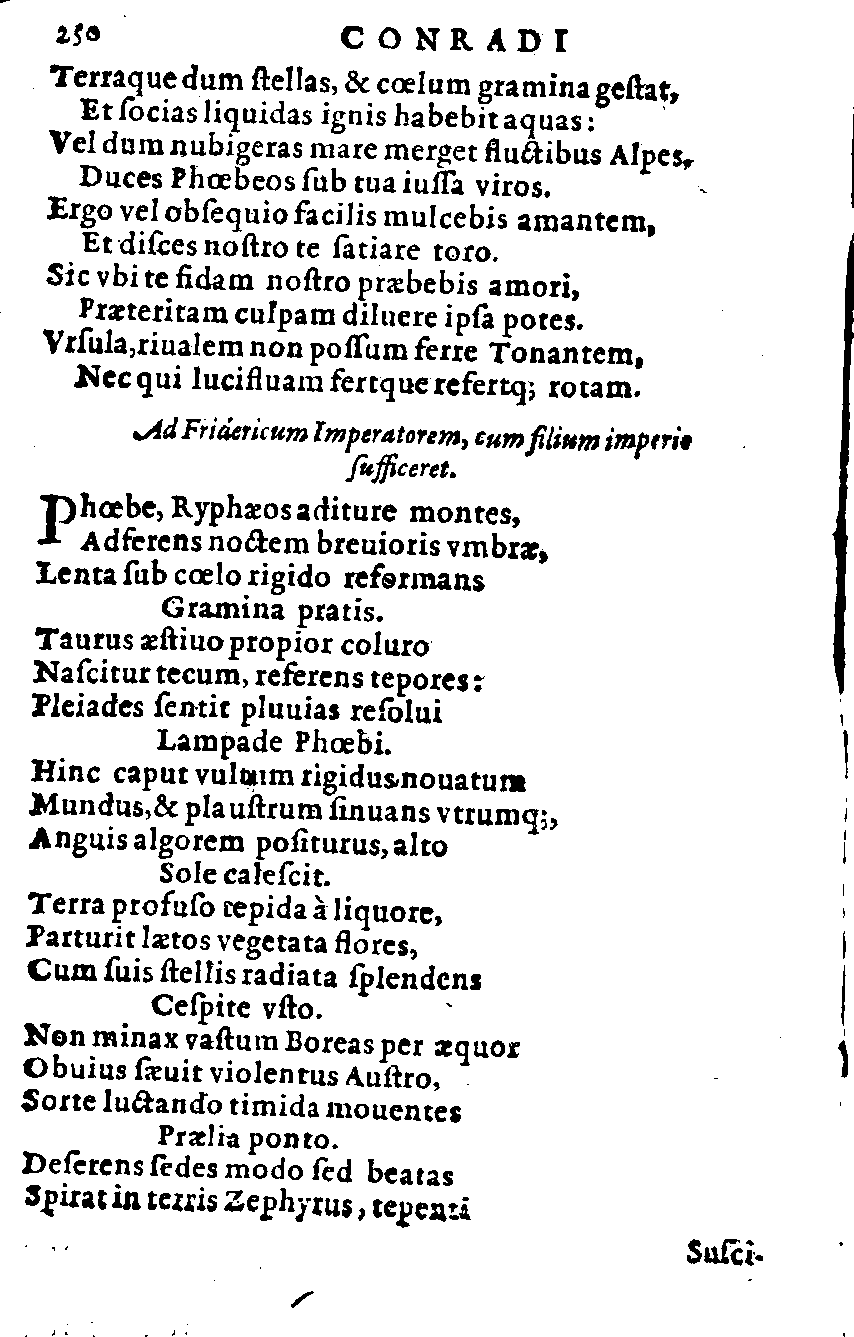 250 CONRADI
Terraque dum ſtellas, & cœlum gramina geſtat,
Et ſocias liquidas ignis habebit aquas:
Vel dum nubigeras mare merget fluctibus Alpes,
Duces Phœbeos ſub tua iuſſa viros.
Ergo vel obſequio facilis mulcebis amantem,
Et diſces noſtro te ſatiare toro.
Sic vbi te fidam noſtro præbebis amori,
Præteritam culpam diluere ipſa potes.
Vrſula, riualem non poſſum ferre Tonantem,
Nec qui lucifluam fertque refertq; rotam.
Ad Fridericum Imperatorem, cum filium imperio
ſufficeret.
Phœbe, Ryphæos aditure montes,
Adferens noctem breuioris vmbræ,
Lenta ſub cœlo rigido reformans
Gramina pratis.
Taurus æſtiuo propior coluro
Naſcitur tecum, referens tepores:
Pleiades ſentit pluuias reſolui
Lampade Phœbi.
Hinc caput vultum rigidus nouatum
Mundus, & plauſtrum ſinuans vtrumq;,
Anguis algorem poſiturus, alto
Sole caleſcit.
Terra profuſo tepida à liquore,
Parturit lætos vegetata flores,
Cum ſuis ſtellis radiata ſplendens
Ceſpite vſto.
Non minax vaſtum Boreas per æquor
Obuius ſæuit violentus Auſtro,
Sorte luctando timida mouentes
Prælia ponto.
Deſerens ſedes modo ſed beatas
Spirat in terris Zephyrus, tepenti
Suſci-